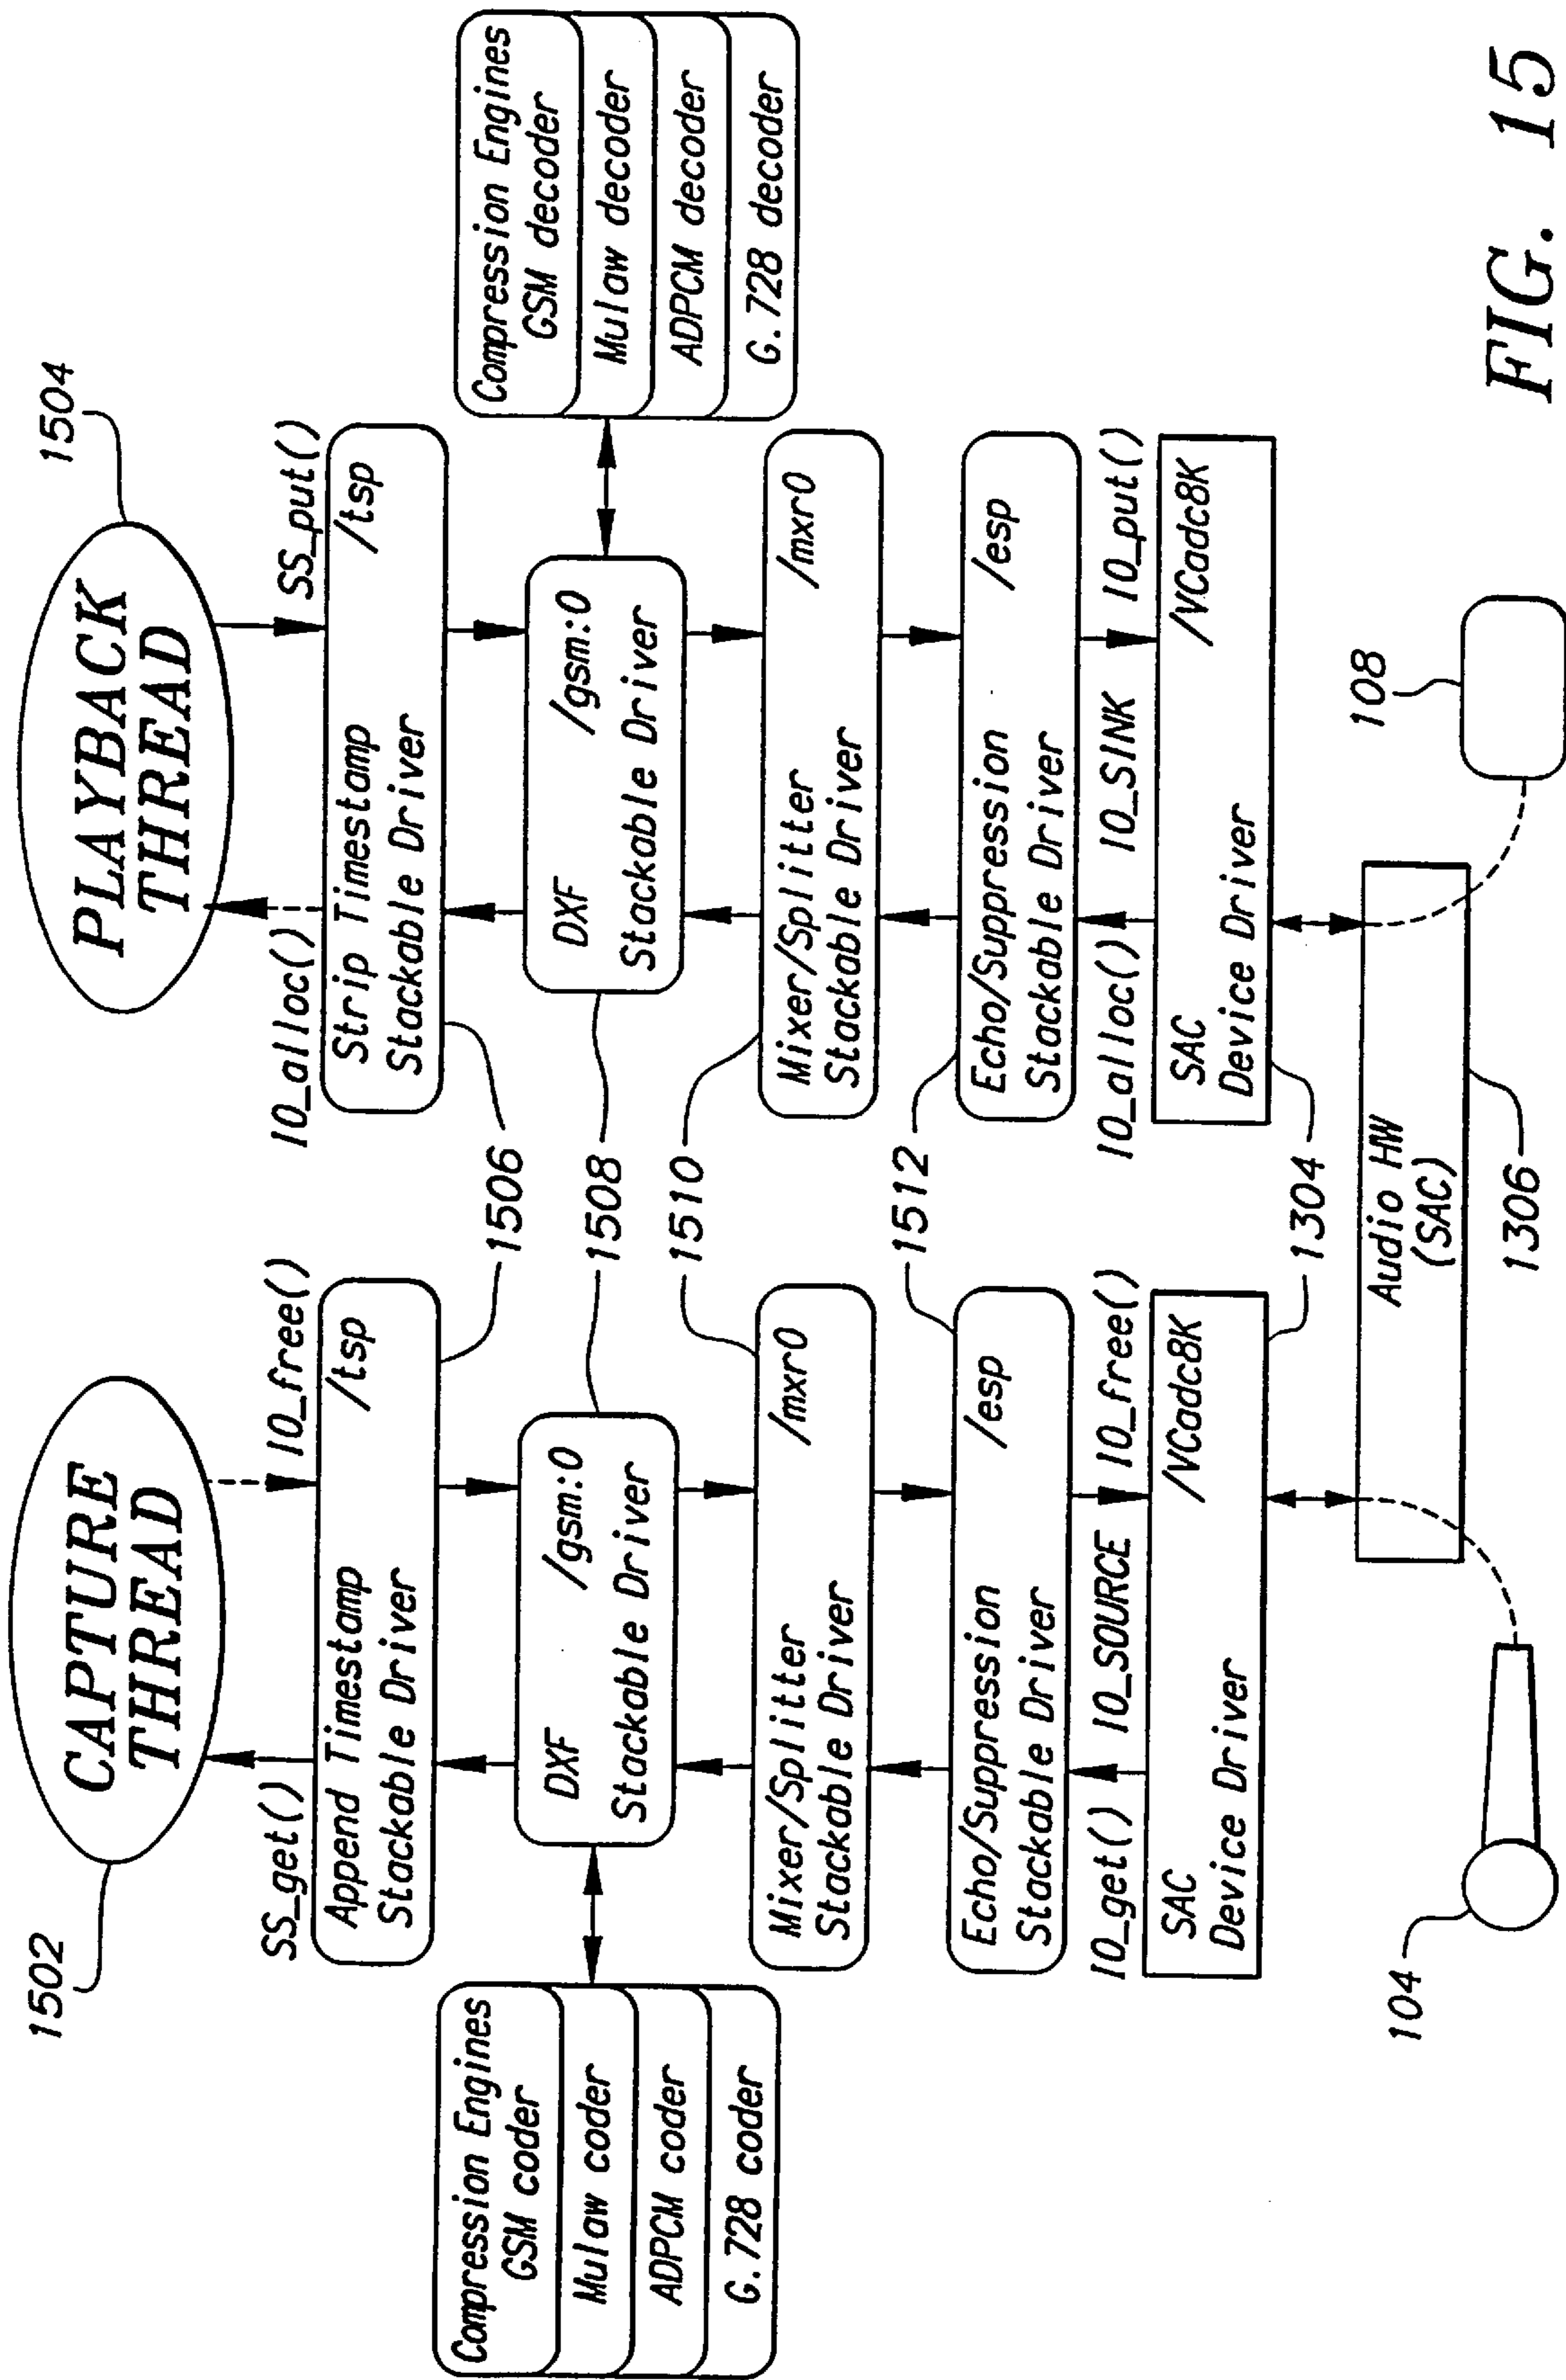 1502
CAPTURE
THREAD
SS_get()
IO_free()
Append Timestamp
/tsp
Stackable Driver
1506
Compression Engines
GSM coder
Mulaw coder
ADPCM coder
G.728 coder
DXF
/gsm:0
Stackable Driver
1508
Mixer/Splitter
/mxr0
Stackable Driver
1510
Echo/Suppression
/esp
Stackable Driver
1512
IO_get()
IO_SOURCE
IO_free()
SAC
/VCadc8K
Device Driver
1304
104
1504
PLAYBACK
THREAD
IO_alloc()
SS_put()
Strip Timestamp
/tsp
Stackable Driver
DXF
/gsm:0
Stackable Driver
Compression Engines
GSM decoder
Mulaw decoder
ADPCM decoder
G.728 decoder
Mixer/Splitter
/mxr0
Stackable Driver
Echo/Suppression
/esp
Stackable Driver
IO_alloc()
IO_SINK
IO_put()
SAC
/VCadc8K
Device Driver
Audio HW
(SAC)
1306
108
FIG. 15